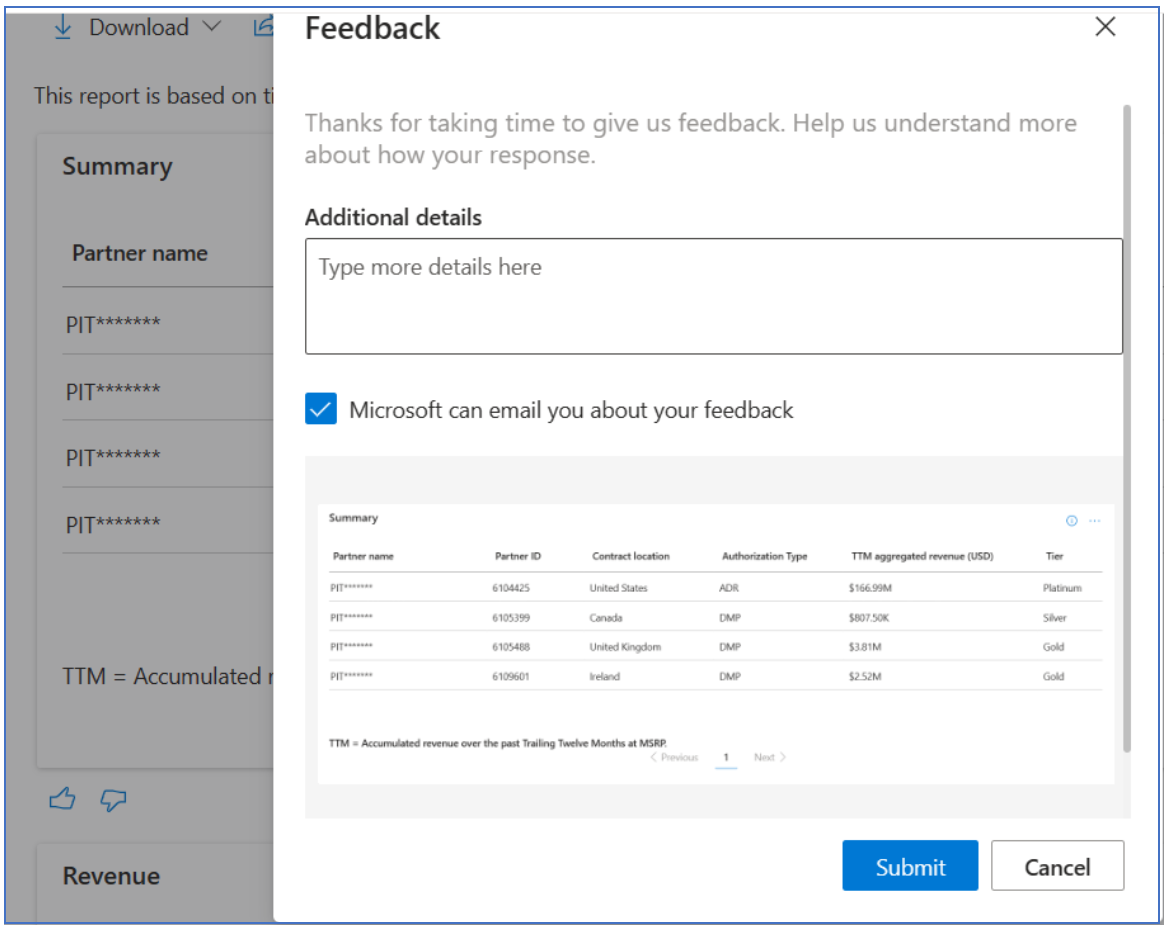 Download
This report is based on ti
Summary
Partner name
PIT*******
PIT*******
PIT*******
PIT*******
TTM = Accumulated r
Revenue
Feedback
Thanks for taking time to give us feedback. Help us understand more
about how your response.
Additional details
Type more details here
Microsoft can email you about your feedback
Summary
Partner name Partner ID Contract location Authorization Type TTM aggregated revenue (USD) Tier
PIT******* 6104425 United States ADR $166.99M Platinum
PIT******* 6105399 Canada DMP $807.50K Silver
PIT******* 6105488 United Kingdom DMP $3.81M Gold
PIT******* 6109601 Ireland DMP $2.52M Gold
TTM = Accumulated revenue over the past Trailing Twelve Months at MSRP.
Previous 1 Next
Submit Cancel